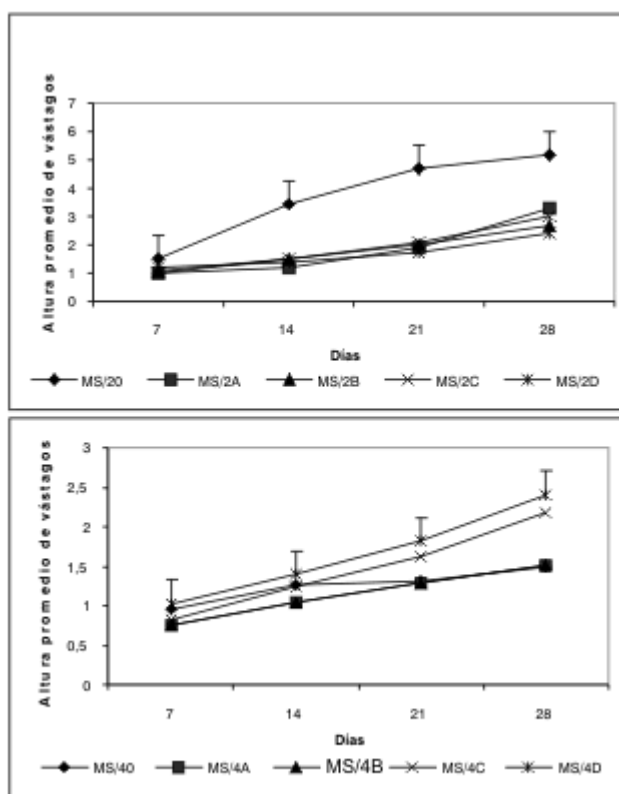 Altura promedio de vástagos
7
6
5
4
3
2
1
0
7 14 21 28
Días
MS/20 MS/2A MS/2B MS/2C MS/2D
Altura promedio de vástagos
3
2,5
2
1,5
1
0,5
0
7 14 21 28
Días
MS/40 MS/4A MS/4B MS/4C MS/4D